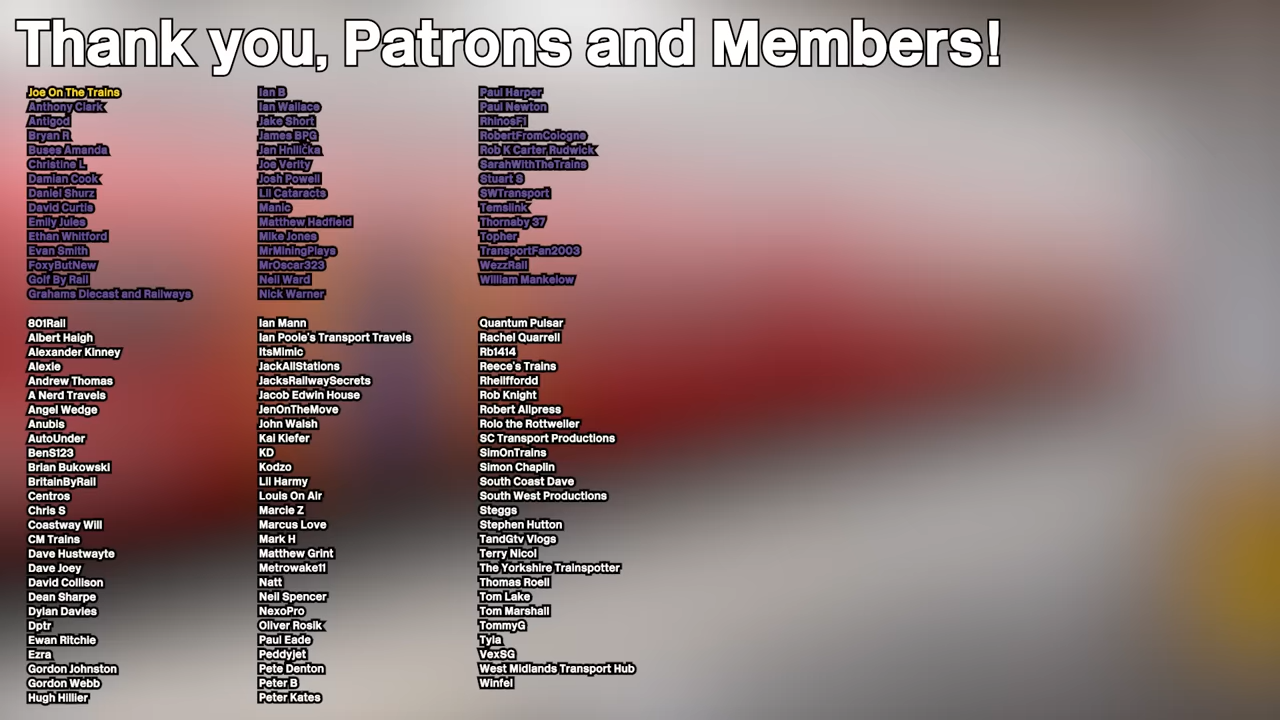 Thank you, Patrons and Members!
Joe On The Trains
Anthony Clark
Antigod
Bryan R
Buses Amanda
Christine L
Damian Cook
Daniel Shurz
David Curtis
Emily Jules
Ethan Whitford
Evan Smith
FoxyButNew
Golf By Rail
Grahams Diecast and Railways
Ian B
Ian Wallace
Jake Short
James BPG
Jan Hnilička
Joe Verity
Josh Powell
Lil Cataracts
Manic
Matthew Hadfield
Mike Jones
MrMiningPlays
MrOscar323
Neil Ward
Nick Warner
Paul Harper
Paul Newton
RhinosF1
RobertFromCologne
Rob K Carter Rudwick
SarahWithTheTrains
Stuart S
SWTransport
Temslink
Thornaby 37
Topher
TransportFan2003
WezzRail
William Mankelow
801Rail
Albert Haigh
Alexander Kinney
Alexie
Andrew Thomas
A Nerd Travels
Angel Wedge
Anubis
AutoUnder
BenS123
Brian Bukowski
BritainByRail
Centros
Chris S
Coastway Will
CM Trains
Dave Hustwayte
Dave Joey
David Collison
Dean Sharpe
Dylan Davies
Dptr
Ewan Ritchie
Ezra
Gordon Johnston
Gordon Webb
Hugh Hillier
Ian Mann
Ian Poole's Transport Travels
ItsMimic
JackAllStations
JacksRailwaySecrets
Jacob Edwin House
JenOnTheMove
John Walsh
Kai Kiefer
KD
Kodzo
Lil Harmy
Louis On Air
Marcie Z
Marcus Love
Mark H
Matthew Grint
Metrowake11
Natt
Neil Spencer
NexoPro
Oliver Rosik
Paul Eade
Peddyjet
Pete Denton
Peter B
Peter Kates
Quantum Pulsar
Rachel Quarrell
Rb1414
Reece's Trains
Rhelliffordd
Rob Knight
Robert Allpress
Rolo the Rottweiler
SC Transport Productions
SimOnTrains
Simon Chaplin
South Coast Dave
South West Productions
Steggs
Stephen Hutton
TandGtv Vlogs
Terry Nicol
The Yorkshire Trainspotter
Thomas Roell
Tom Lake
Tom Marshall
TommyG
Tyla
VexSG
West Midlands Transport Hub
Winfel